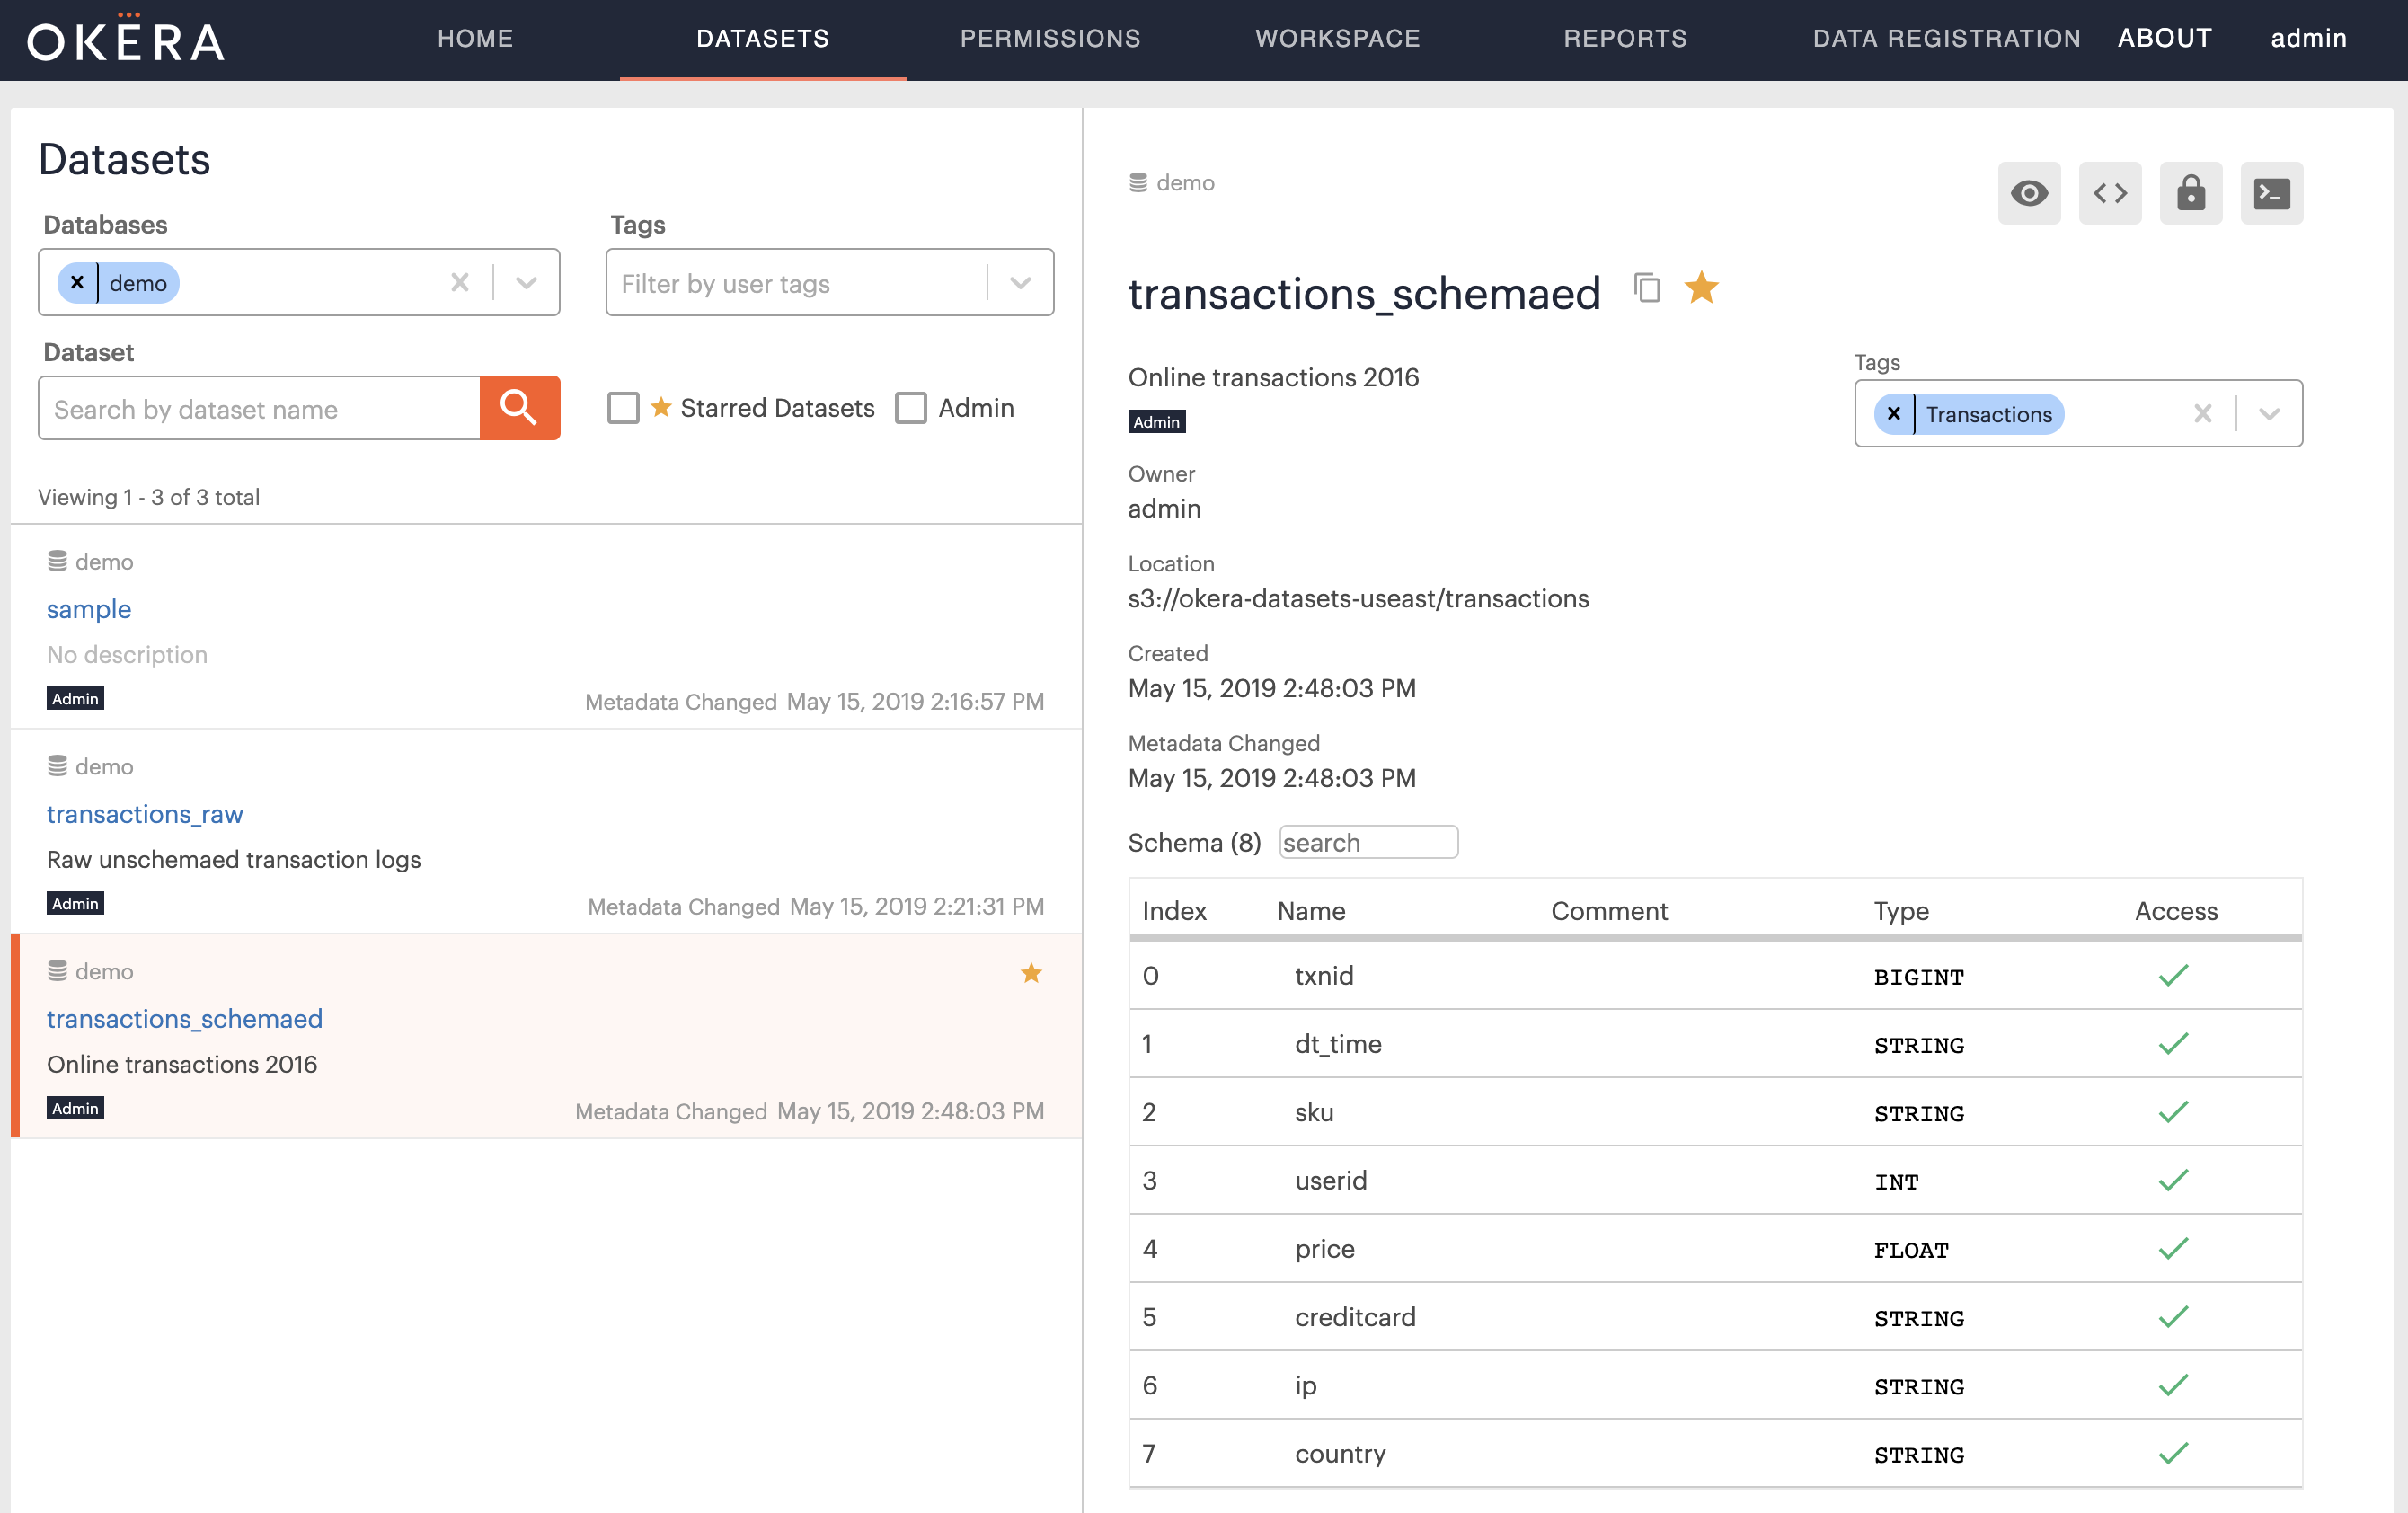 OKERA HOME DATASETS PERMISSIONS WORKSPACE REPORTS DATA REGISTRATION ABOUT admin
Datasets
Databases Tags
demo Filter by user tags
Dataset
Search by dataset name Starred Datasets Admin
Viewing 1 - 3 of 3 total
demo
sample
No description
Admin Metadata Changed May 15, 2019 2:16:57 PM
demo
transactions_raw
Raw unschemaed transaction logs
Admin Metadata Changed May 15, 2019 2:21:31 PM
demo
transactions_schemaed
Online transactions 2016
Admin Metadata Changed May 15, 2019 2:48:03 PM
demo
transactions_schemaed
Online transactions 2016
Admin
Tags
Transactions
Owner
admin
Location
s3://okera-datasets-useast/transactions
Created
May 15, 2019 2:48:03 PM
Metadata Changed
May 15, 2019 2:48:03 PM
Schema (8) search
Index Name Comment Type Access
0 txnid BIGINT
1 dt_time STRING
2 sku STRING
3 userid INT
4 price FLOAT
5 creditcard STRING
6 ip STRING
7 country STRING